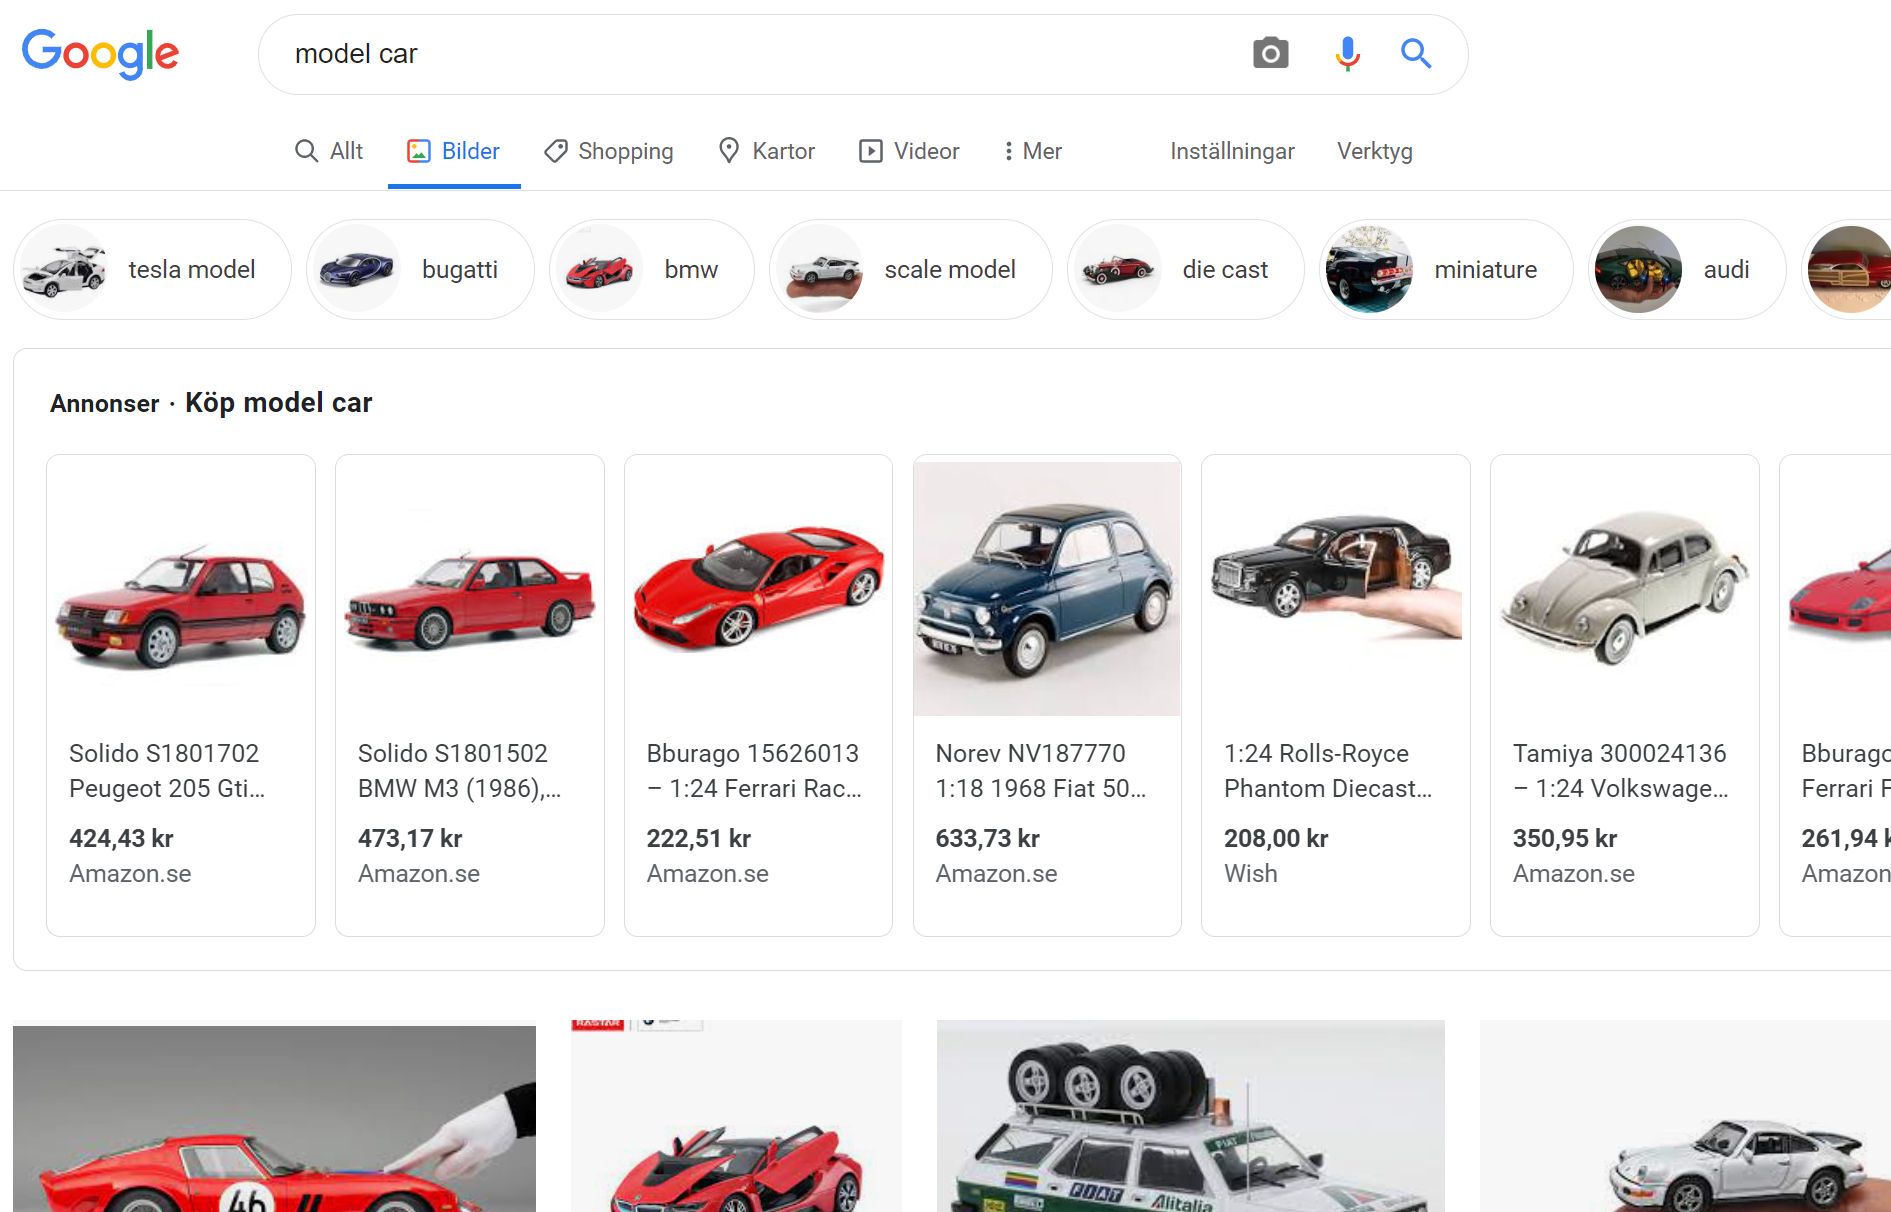 Google
model car
Allt
Bilder
Shopping
Kartor
Videor
Mer
Inställningar
Verktyg
tesla model
bugatti
bmw
scale model
die cast
miniature
audi
Annonser · Köp model car
Solido S1801702
Peugeot 205 Gti...
424,43 kr
Amazon.se
Solido S1801502
BMW M3 (1986),...
473,17 kr
Amazon.se
Bburago 15626013
– 1:24 Ferrari Rac...
222,51 kr
Amazon.se
Norev NV187770
1:18 1968 Fiat 50...
633,73 kr
Amazon.se
1:24 Rolls-Royce
Phantom Diecast...
208,00 kr
Wish
Tamiya 300024136
– 1:24 Volkswage...
350,95 kr
Amazon.se
Bburago
Ferrari F
261,94 k
Amazon
46
RASTAR
FIAT
FIAT
Alitalia